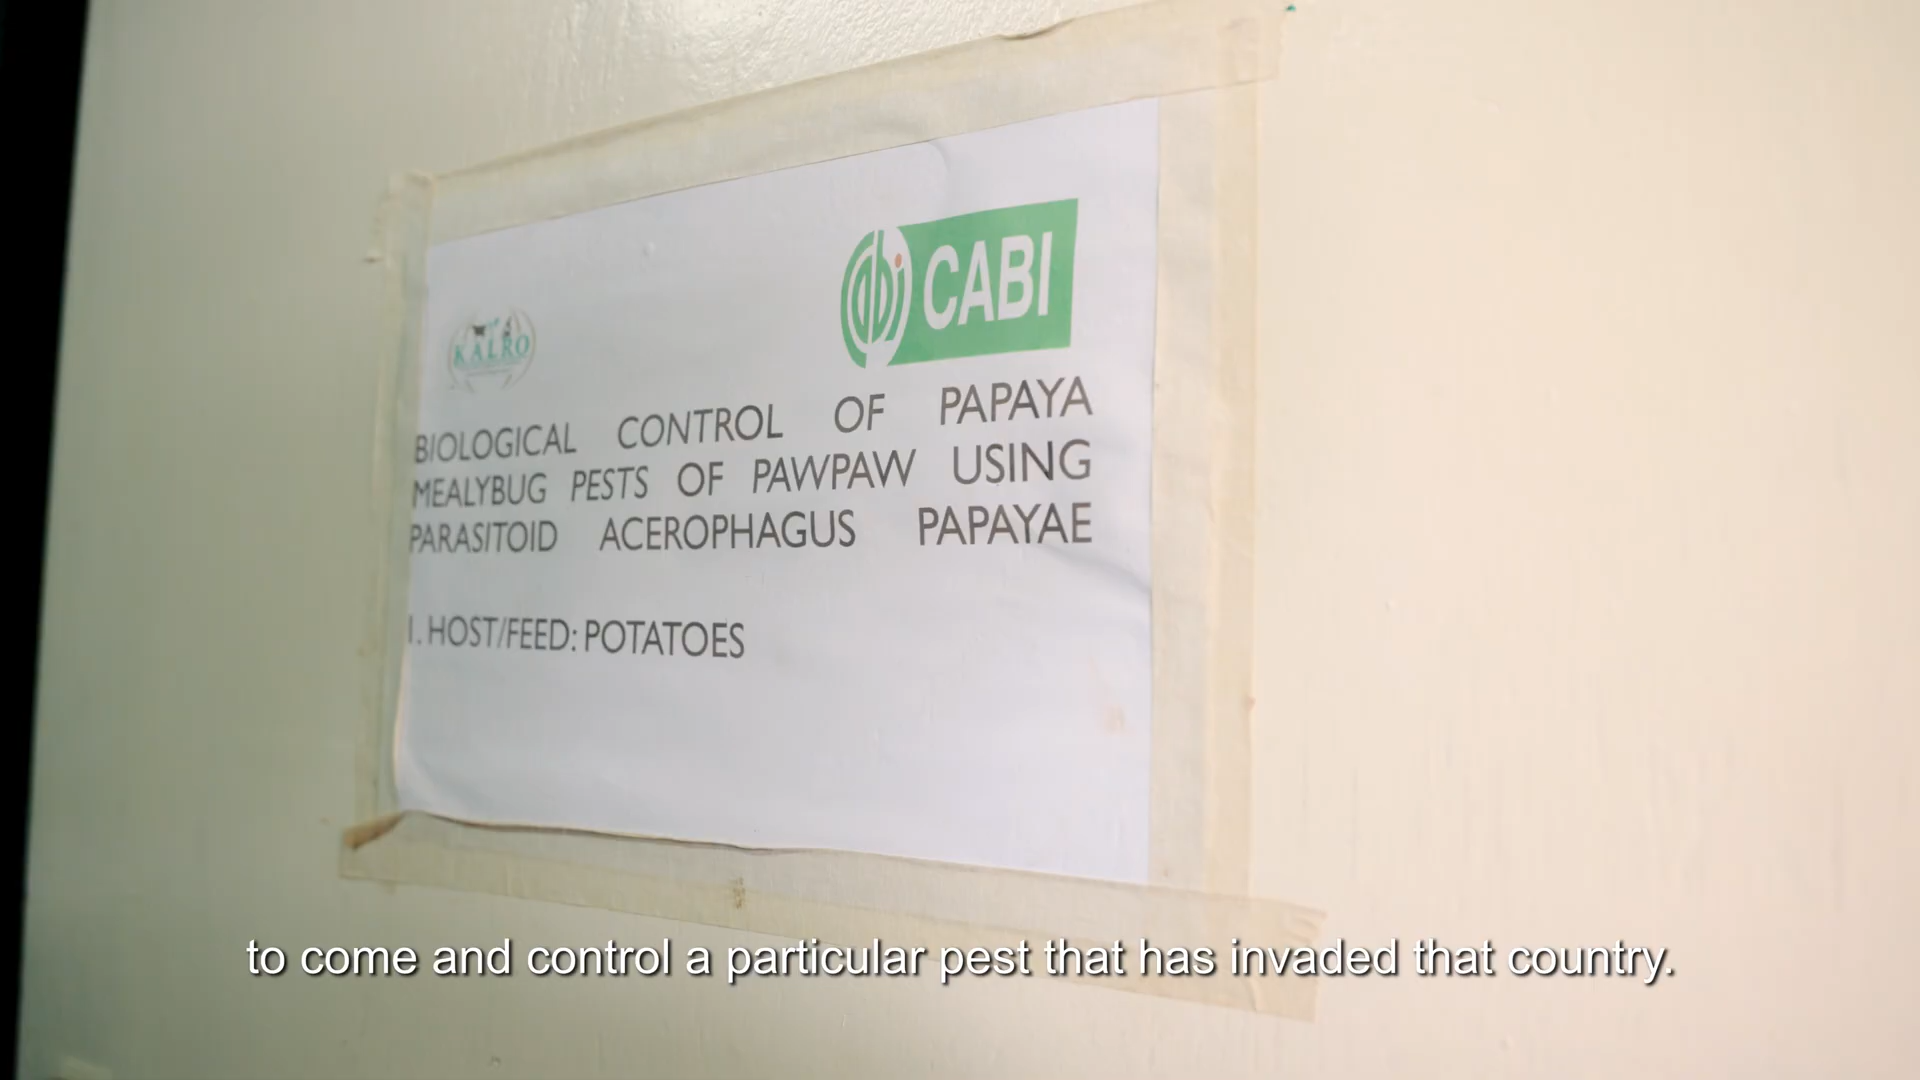 KALRO
cabi CABI
BIOLOGICAL CONTROL OF PAPAYA
MEALYBUG PESTS OF PAWPAW USING
PARASITOID ACEROPHAGUS PAPAYAE
1. HOST/FEED: POTATOES
to come and control a particular pest that has invaded that country.